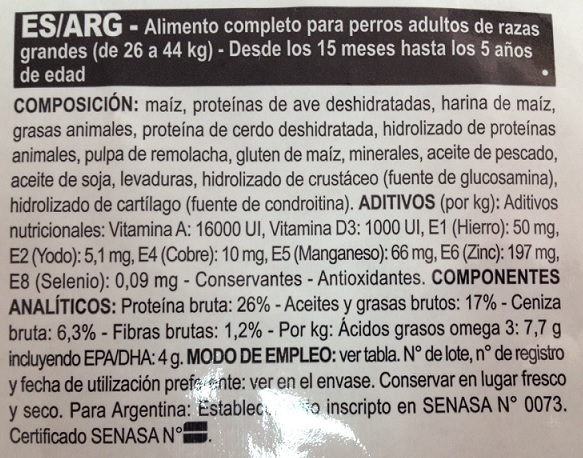 ES/ARG - Alimento completo para perros adultos de razas
grandes (de 26 a 44 kg) - Desde los 15 meses hasta los 5 años
de edad
COMPOSICIÓN: maíz, proteínas de ave deshidratadas, harina de maíz,
grasas animales, proteína de cerdo deshidratada, hidrolizado de proteínas
animales, pulpa de remolacha, gluten de maíz, minerales, aceite de pescado,
aceite de soja, levaduras, hidrolizado de crustáceo (fuente de glucosamina),
hidrolizado de cartílago (fuente de condroitina). ADITIVOS (por kg): Aditivos
nutricionales: Vitamina A: 16000 UI, Vitamina D3: 1000 UI, E1 (Hierro): 50 mg,
E2 (Yodo): 5,1 mg, E4 (Cobre): 10 mg, E5 (Manganeso): 66 mg, E6 (Zinc): 197 mg,
E8 (Selenio): 0,09 mg - Conservantes - Antioxidantes. COMPONENTES
ANALÍTICOS: Proteína bruta: 26% - Aceites y grasas brutos: 17% - Ceniza
bruta: 6,3% - Fibras brutas: 1,2% - Por kg: Ácidos grasos omega 3: 7,7 g
incluyendo EPA/DHA: 4 g. MODO DE EMPLEO: ver tabla. N° de lote, n° de registro
y fecha de utilización ver en el envase. Conservar en lugar fresco
y seco. Para Argentina: inscripto en SENASA N° 0073.
Certificado SENASA N° .